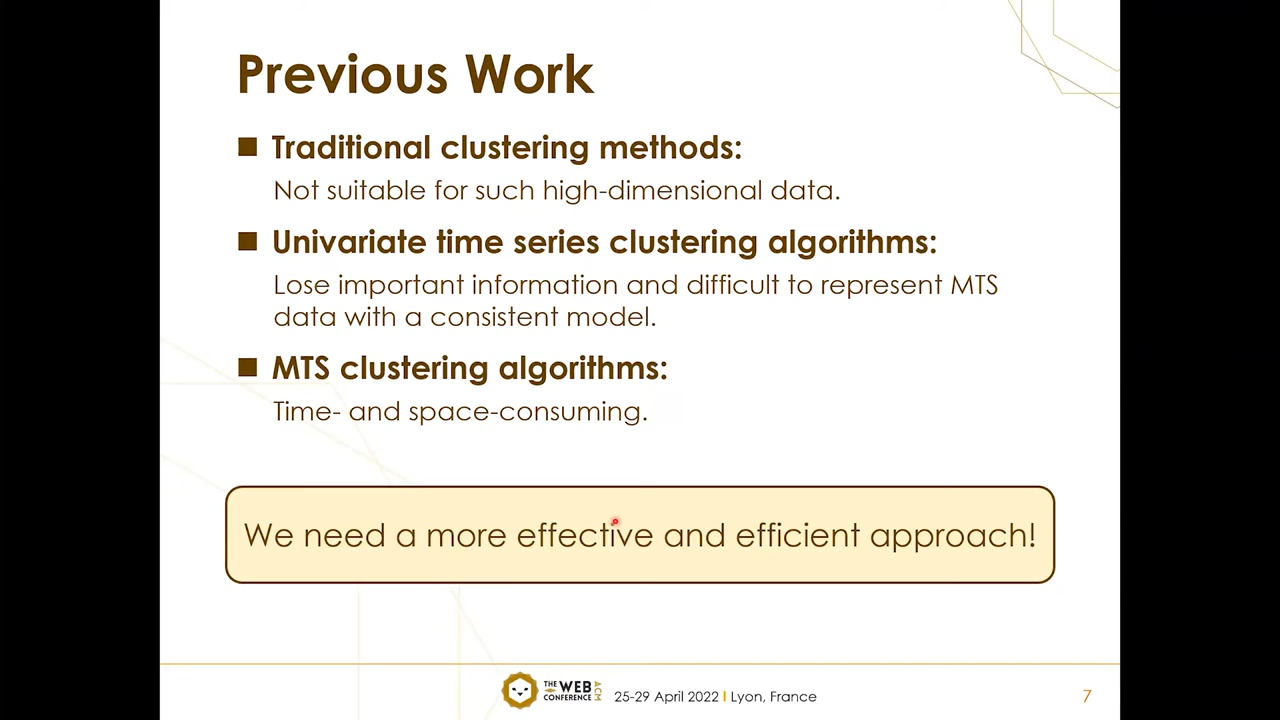 Previous Work
Traditional clustering methods:
Not suitable for such high-dimensional data.
Univariate time series clustering algorithms:
Lose important information and difficult to represent MTS
data with a consistent model.
MTS clustering algorithms:
Time- and space-consuming.
We need a more effective and efficient approach!
THE WEB CONFERENCE ACM
25-29 April 2022 | Lyon, France
7